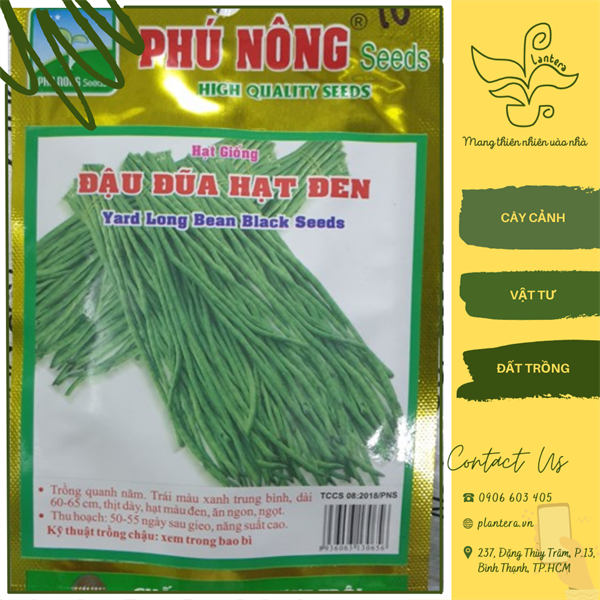 PHÚ NÔNG® Seeds
HIGH QUALITY SEEDS
Hạt Giống
ĐẬU ĐŨA HẠT ĐEN
Yard Long Bean Black Seeds
• Trồng quanh năm. Trái màu xanh trung bình, dài
60-65 cm, thịt dày, hạt màu đen, ăn ngon, ngọt.
• Thu hoạch: 50-55 ngày sau gieo, năng suất cao.
Kỹ thuật trồng chậu: xem trong bao bì
TCCS 08:2018/PNS
8936083130656
Plantera
Mang thiên nhiên vào nhà
CÂY CẢNH
VẬT TƯ
ĐẤT TRỒNG
Contact Us
0906 603 405
plantera.vn
237, Đặng Thùy Trâm, P.13,
Bình Thạnh, TP.HCM